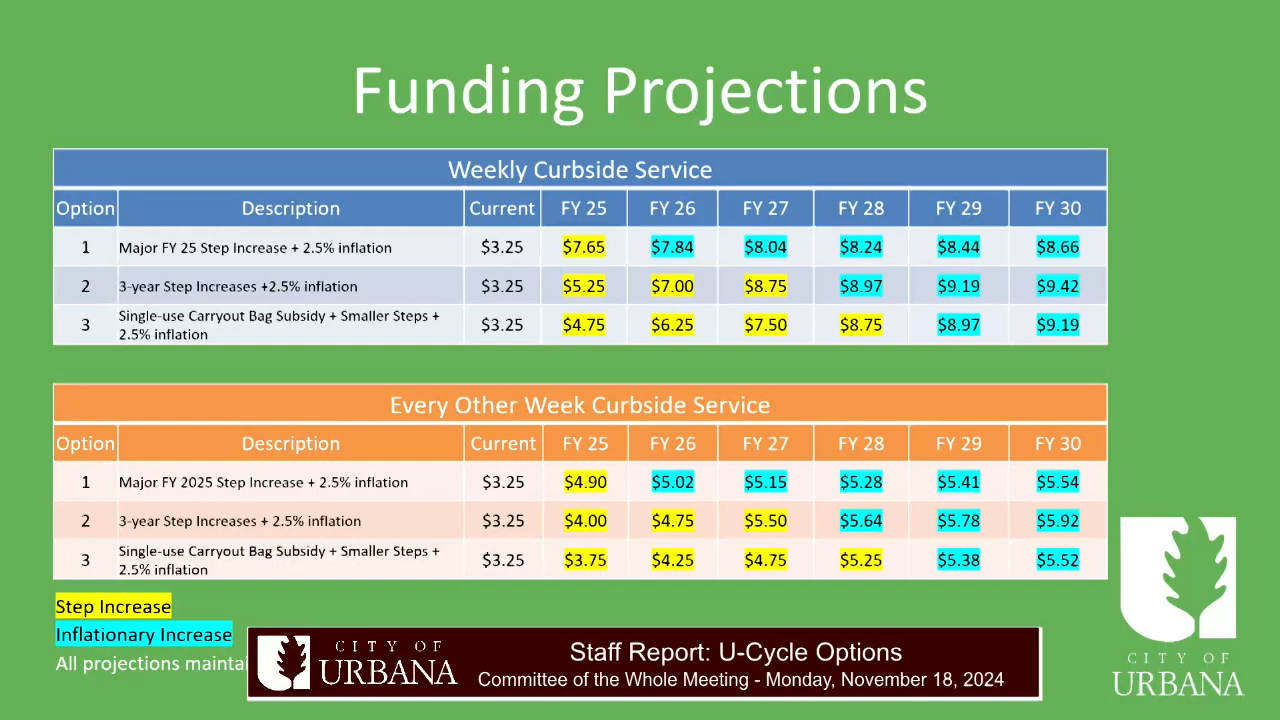 Funding Projections
Weekly Curbside Service
Option Description Current FY 25 FY 26 FY 27 FY 28 FY 29 FY 30
1 Major FY 25 Step Increase + 2.5% inflation $3.25 $7.65 $7.84 $8.04 $8.24 $8.44 $8.66
2 3-year Step Increases +2.5% inflation $3.25 $5.25 $7.00 $8.75 $8.97 $9.19 $9.42
3 Single-use Carryout Bag Subsidy + Smaller Steps + 2.5% inflation $3.25 $4.75 $6.25 $7.50 $8.75 $8.97 $9.19
Every Other Week Curbside Service
Option Description Current FY 25 FY 26 FY 27 FY 28 FY 29 FY 30
1 Major FY 2025 Step Increase + 2.5% inflation $3.25 $4.90 $5.02 $5.15 $5.28 $5.41 $5.54
2 3-year Step Increases + 2.5% inflation $3.25 $4.00 $4.75 $5.50 $5.64 $5.78 $5.92
3 Single-use Carryout Bag Subsidy + Smaller Steps + 2.5% inflation $3.25 $3.75 $4.25 $4.75 $5.25 $5.38 $5.52
Step Increase
Inflationary Increase
All projections
CITY OF
URBANA
Staff Report: U-Cycle Options
Committee of the Whole Meeting - Monday, November 18, 2024
CITY OF
URBANA